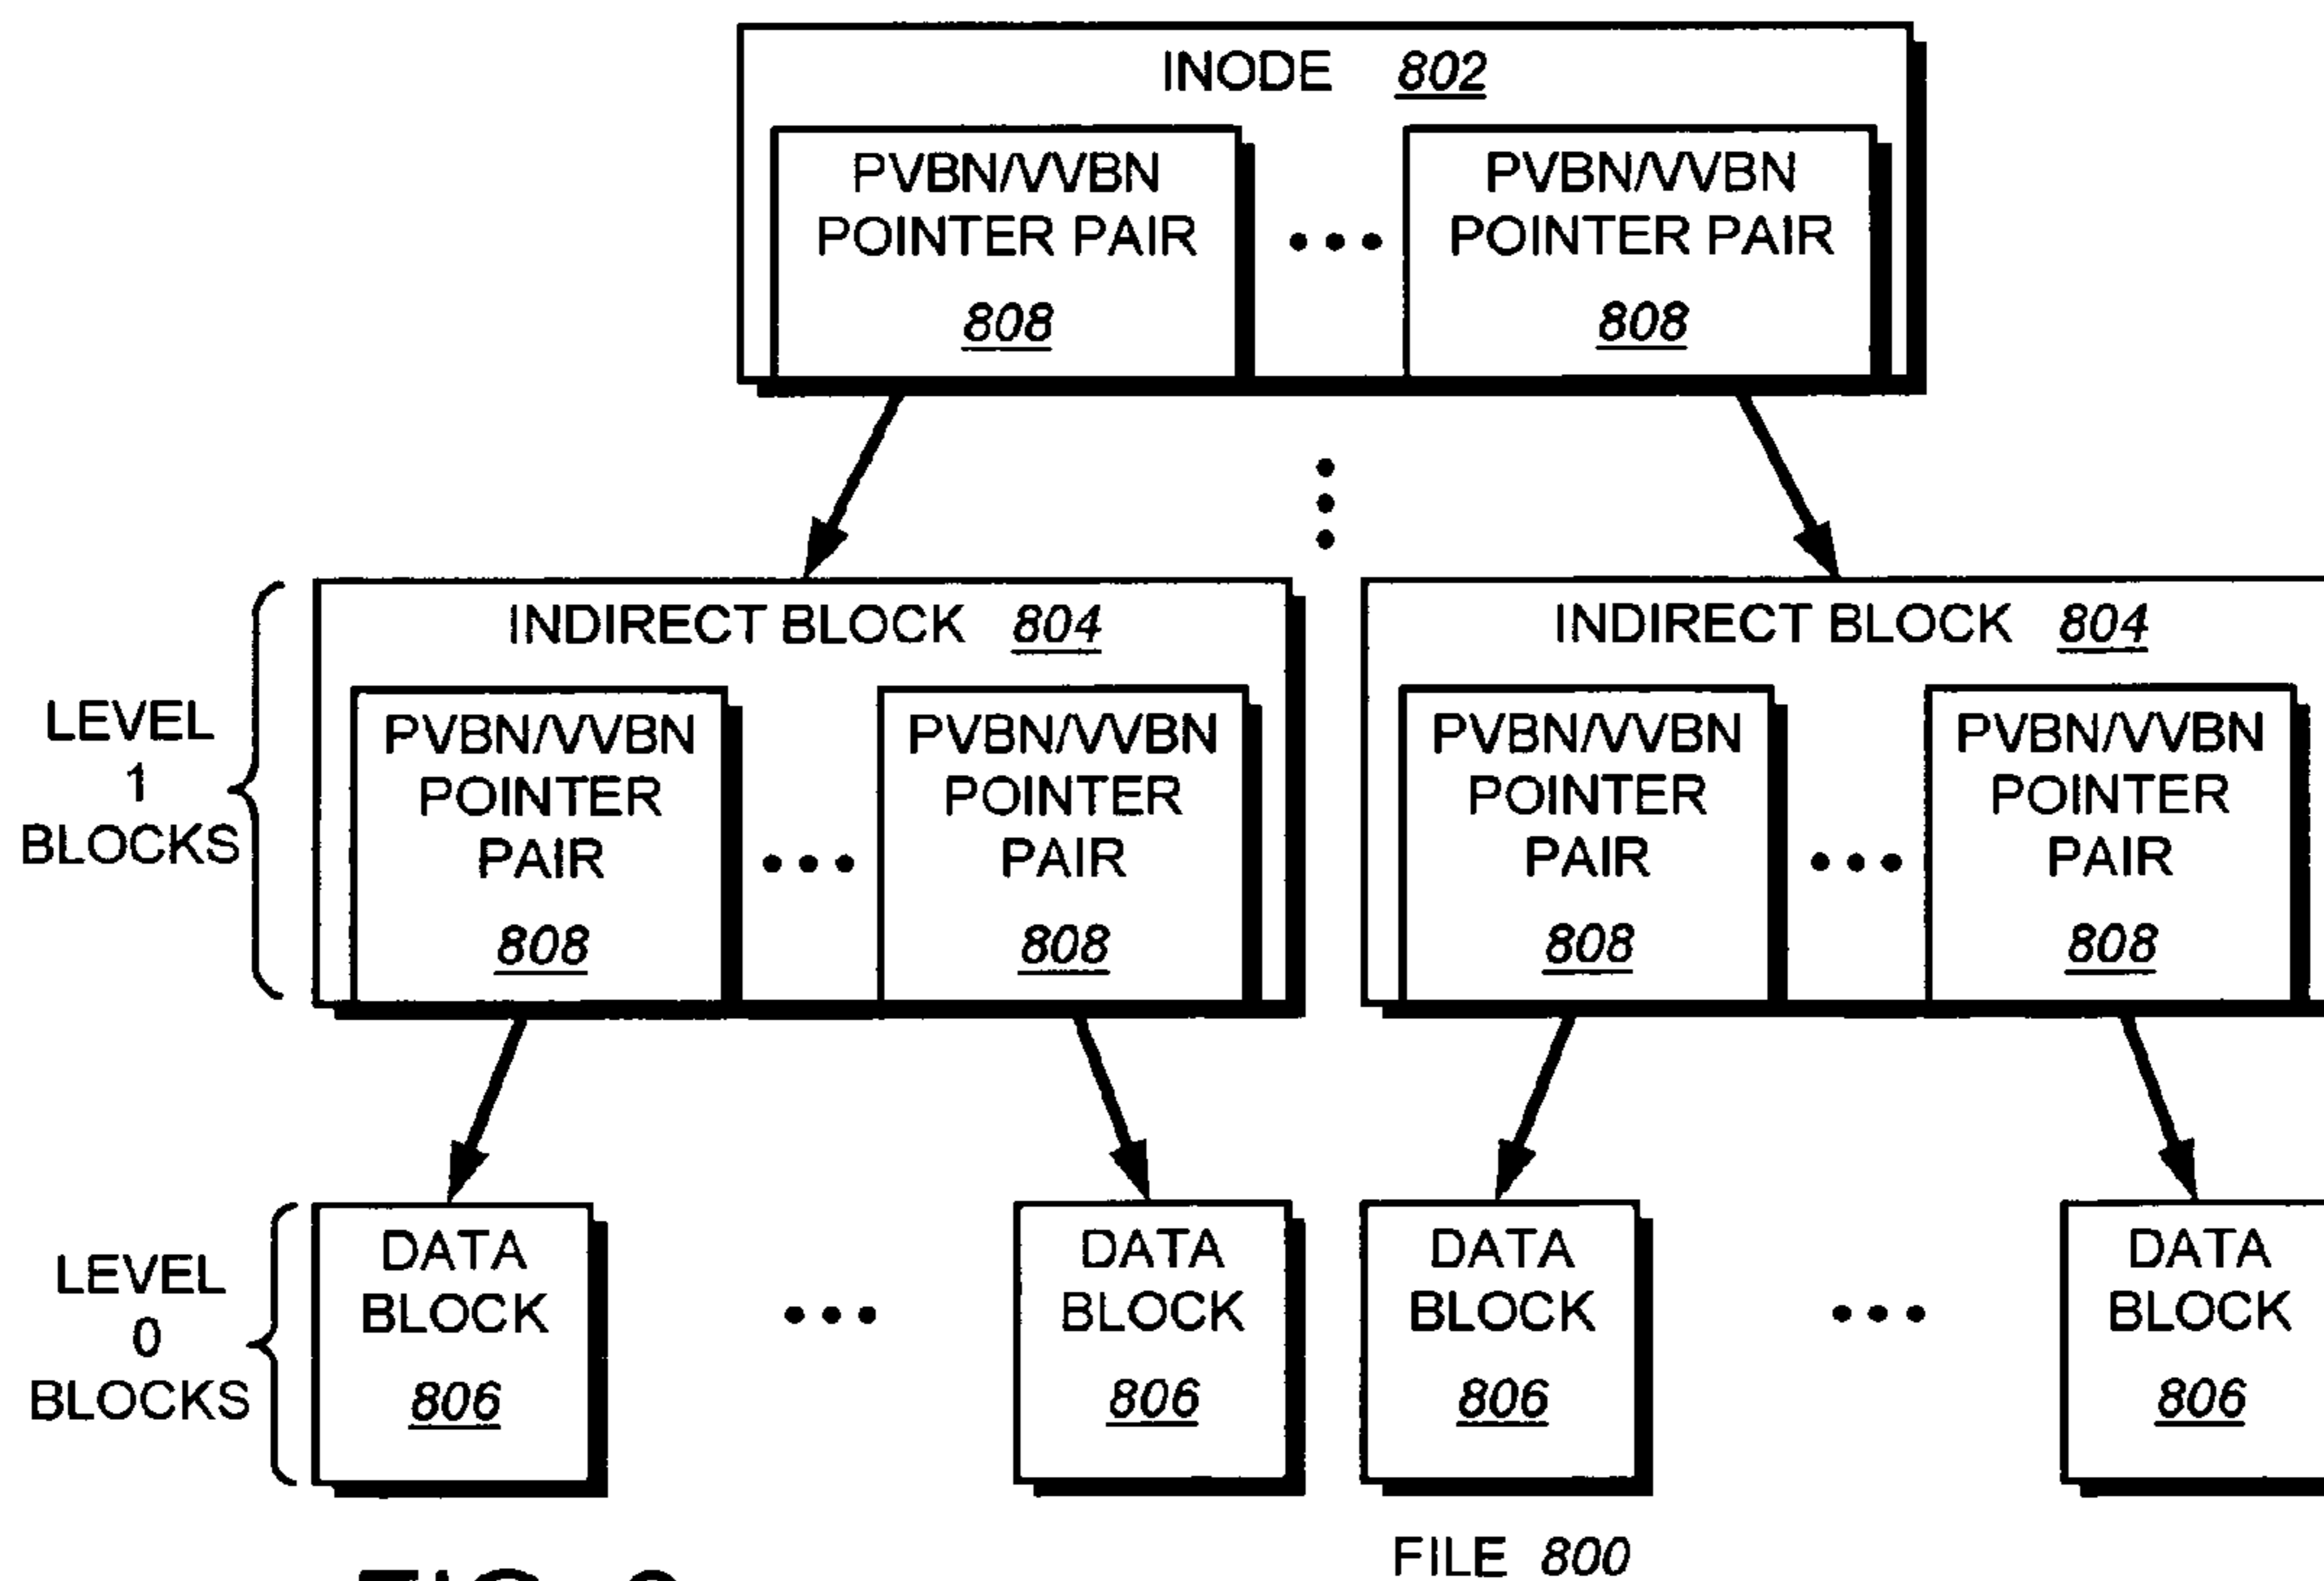 INODE 802
PVBN/VVBN
POINTER PAIR
808
PVBN/VVBN
POINTER PAIR
808
LEVEL
1
BLOCKS
INDIRECT BLOCK 804
PVBN/VVBN
POINTER
PAIR
808
PVBN/VVBN
POINTER
PAIR
808
INDIRECT BLOCK 804
PVBN/VVBN
POINTER
PAIR
808
PVBN/VVBN
POINTER
PAIR
808
LEVEL
0
BLOCKS
DATA
BLOCK
806
DATA
BLOCK
806
DATA
BLOCK
806
DATA
BLOCK
806
FILE 800